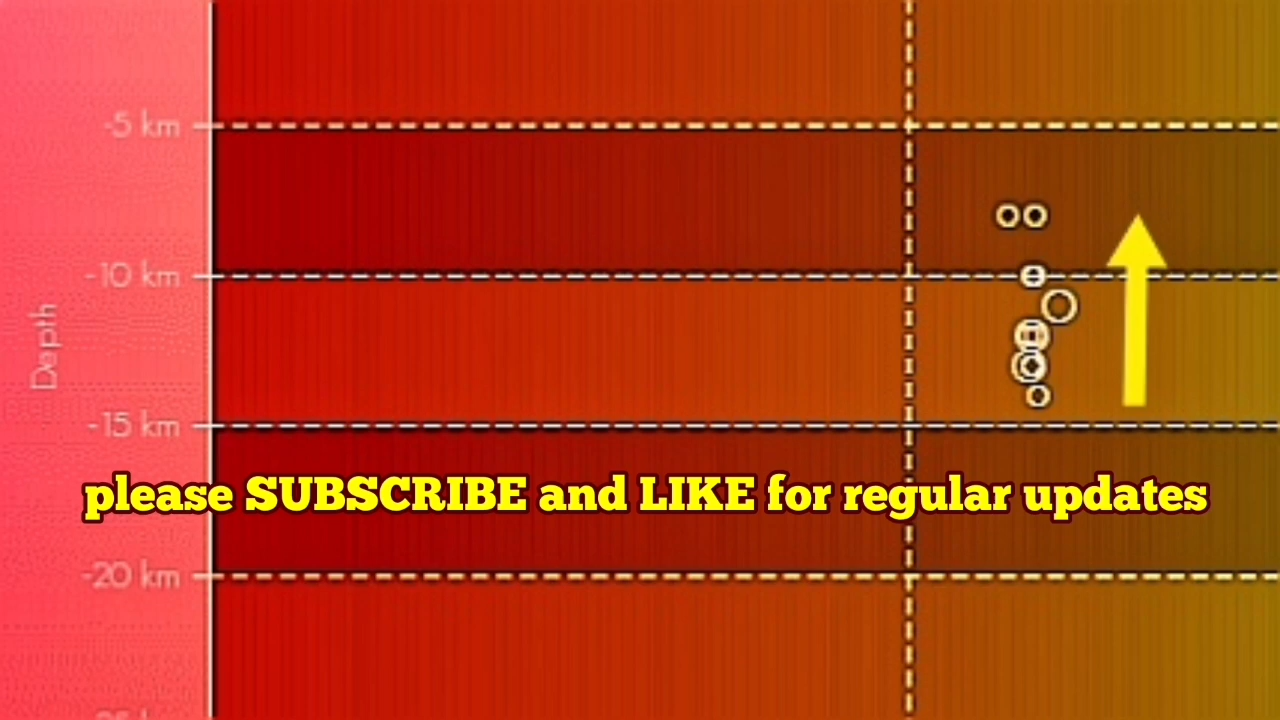 -5 km
-10 km
Depth
-15 km
please SUBSCRIBE and LIKE for regular updates
-20 km